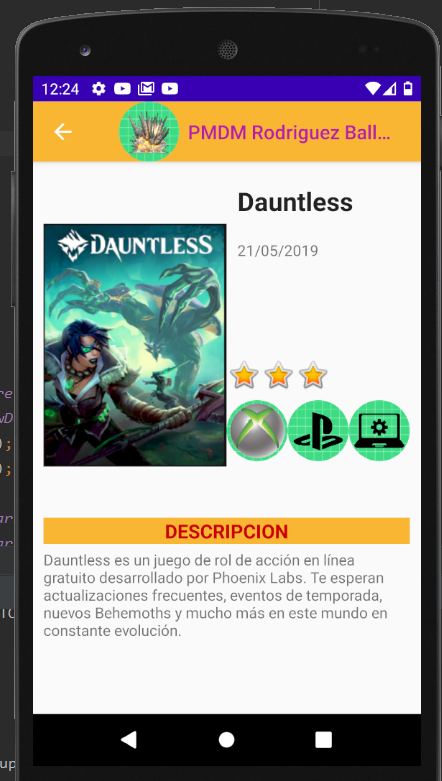 12:24
PMDM Rodriguez Ball...
Dauntless
DAUNTLESS
21/05/2019
DESCRIPCION
Dauntless es un juego de rol de acción en línea
gratuito desarrollado por Phoenix Labs. Te esperan
actualizaciones frecuentes, eventos de temporada,
nuevos Behemoths y mucho más en este mundo en
constante evolución.